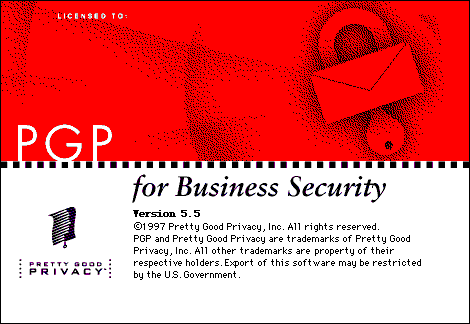 LICENSED TO:
PGP
for Business Security
Version 5.5
©1997 Pretty Good Privacy, Inc. All rights reserved.
PGP and Pretty Good Privacy are trademarks of Pretty Good
Privacy, Inc. All other trademarks are property of their
respective holders. Export of this software may be restricted
by the U.S. Government.
PRETTY GOOD
PRIVACY